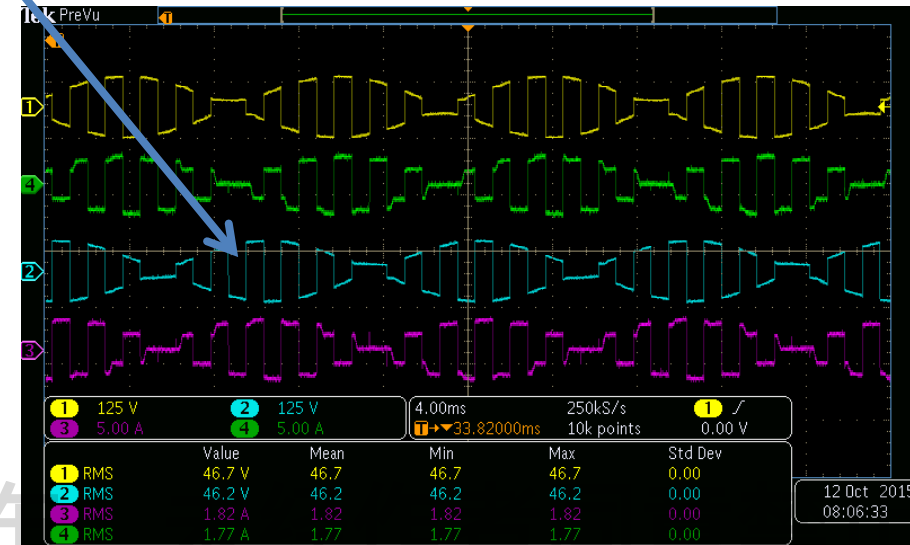 Tek PreVu
1
4
2
3
1 125 V 2 125 V 4.00ms 250kS/s 1 0.00 V
3 5.00 A 4 5.00 A T→▼33.82000ms 10k points
Value Mean Min Max Std Dev
1 RMS 46.7 V 46.7 46.7 46.7 0.00
2 RMS 46.2 V 46.2 46.2 46.2 0.00
3 RMS 1.82 A 1.82 1.82 1.82 0.00
4 RMS 1.77 A 1.77 1.77 1.77 0.00
12 Oct 2015
08:06:33